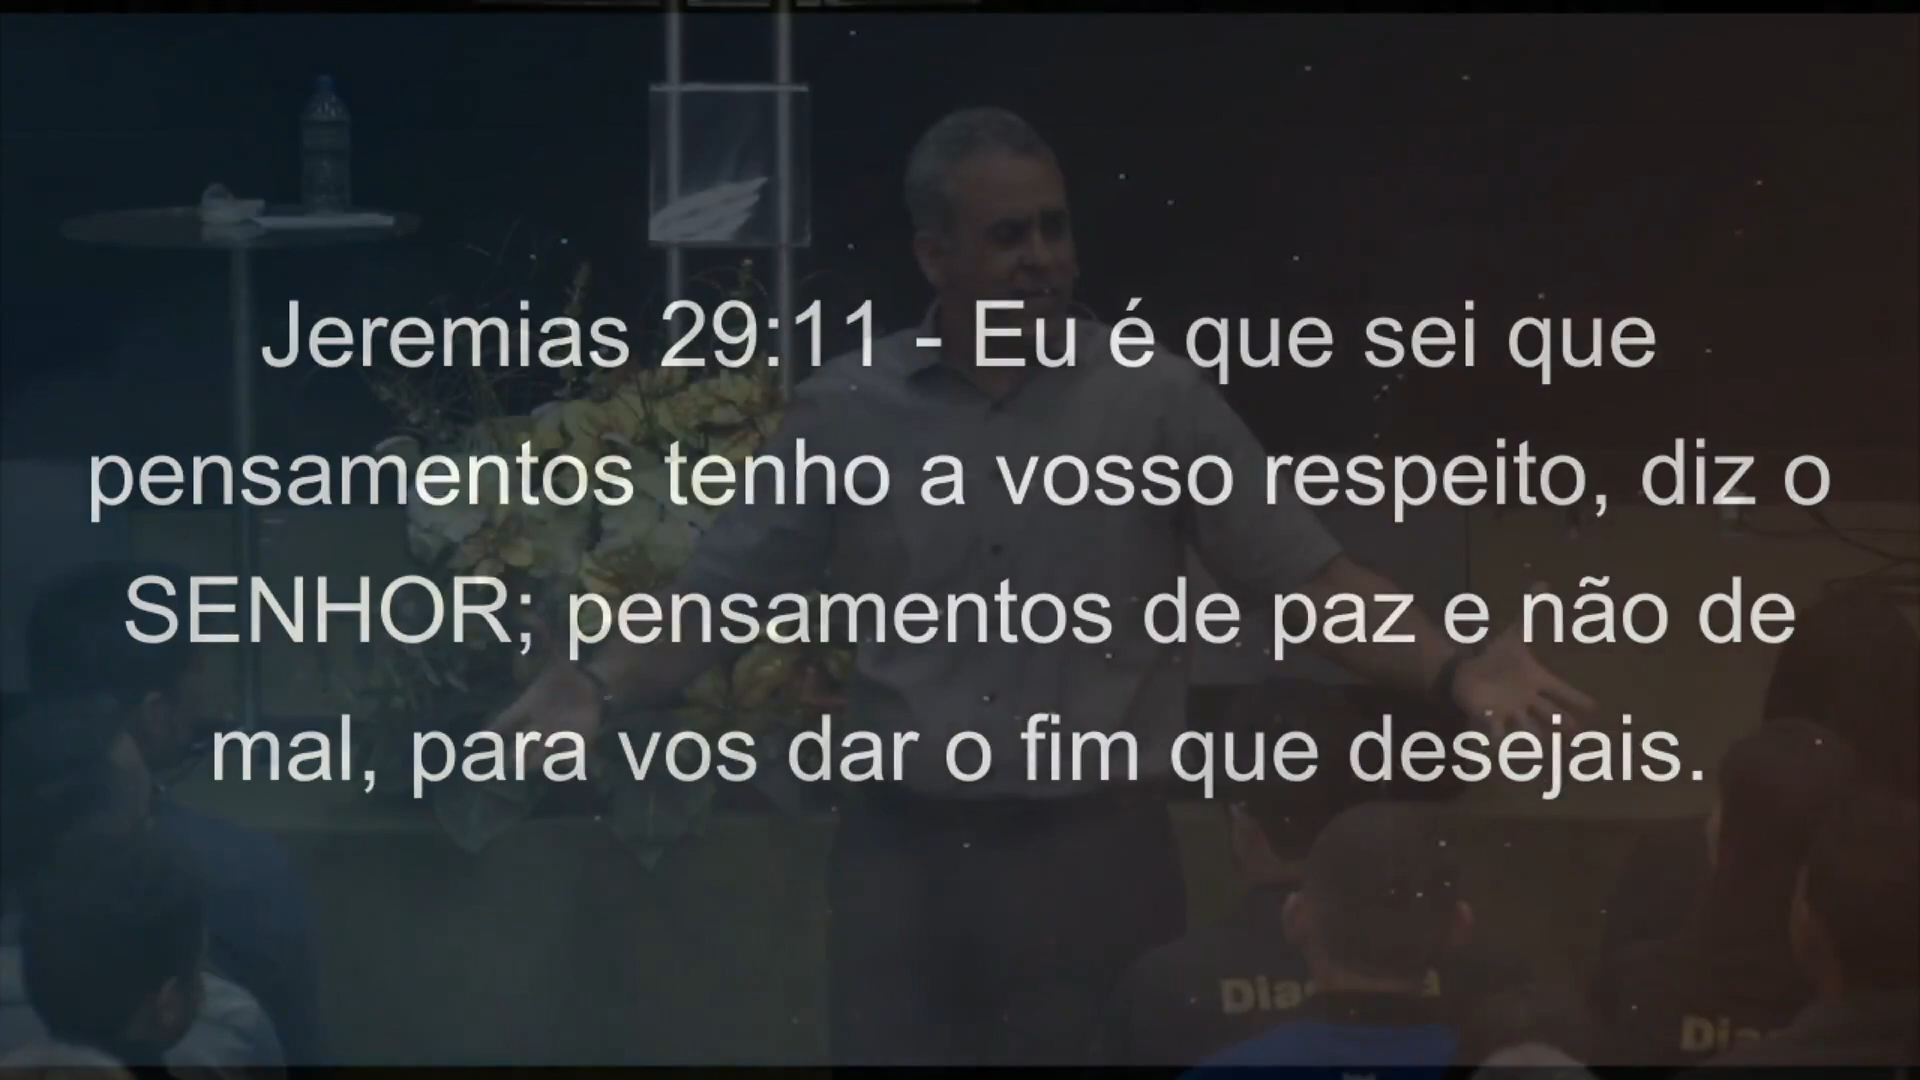 Jeremias 29:11 - Eu é que sei que
pensamentos tenho a vosso respeito, diz o
SENHOR; pensamentos de paz e não de
mal, para vos dar o fim que desejais.